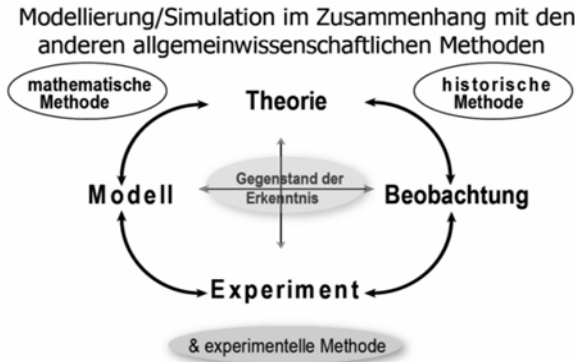 Modellierung/Simulation im Zusammenhang mit den
anderen allgemeinwissenschaftlichen Methoden
mathematische
Methode
historische
Methode
Theorie
Gegenstand der
Erkenntnis
Modell
Beobachtung
Experiment
& experimentelle Methode